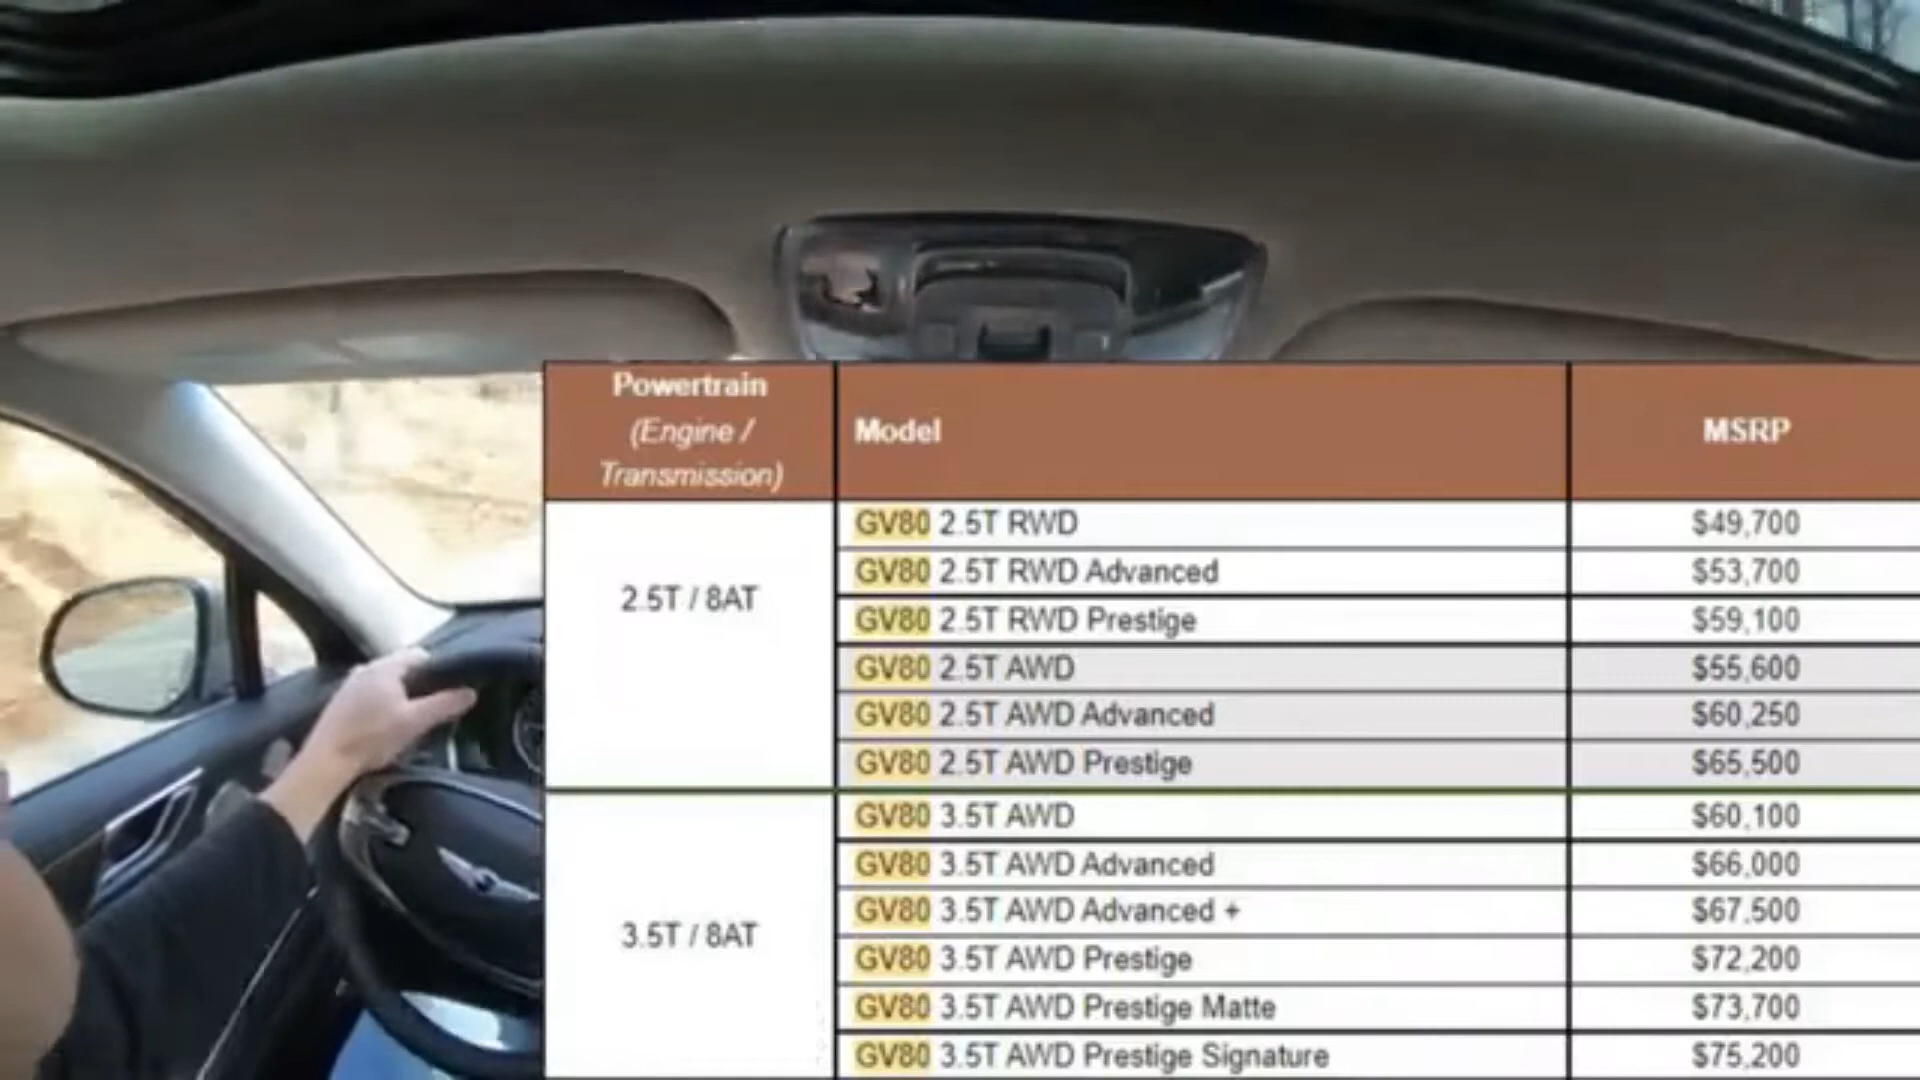 Powertrain
(Engine /
Transmission)
Model
MSRP
2.5T / 8AT
GV80 2.5T RWD $49,700
GV80 2.5T RWD Advanced $53,700
GV80 2.5T RWD Prestige $59,100
GV80 2.5T AWD $55,600
GV80 2.5T AWD Advanced $60,250
GV80 2.5T AWD Prestige $65,500
3.5T / 8AT
GV80 3.5T AWD $60,100
GV80 3.5T AWD Advanced $66,000
GV80 3.5T AWD Advanced + $67,500
GV80 3.5T AWD Prestige $72,200
GV80 3.5T AWD Prestige Matte $73,700
GV80 3.5T AWD Prestige Signature $75,200